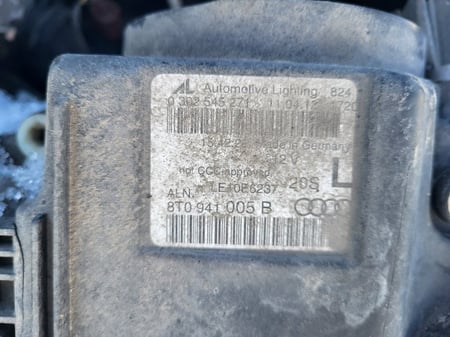 AL Automotive Lighting 824
0 302 545 271 11.04.12
Made in Germany
12 V
not CCC approved
20S L
ALN. LE10E6237
8T0 941 005 B